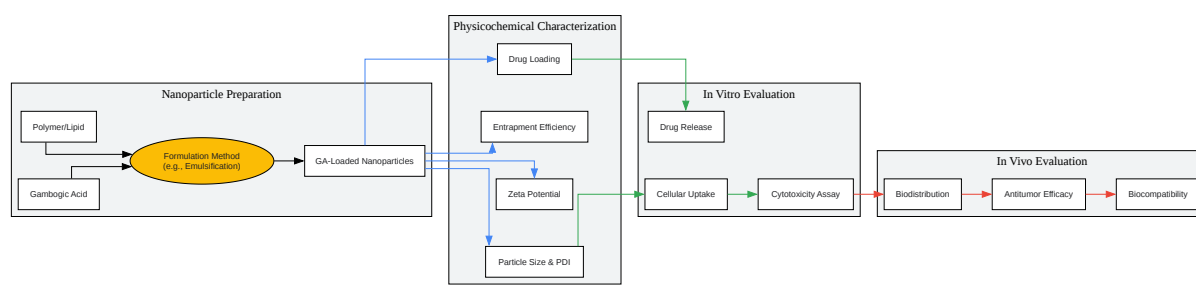 Nanoparticle Preparation
Polymer/Lipid
Gambogic Acid
Formulation Method
(e.g., Emulsification)
GA-Loaded Nanoparticles
Physicochemical Characterization
Drug Loading
Entrapment Efficiency
Zeta Potential
Particle Size & PDI
In Vitro Evaluation
Drug Release
Cellular Uptake
Cytotoxicity Assay
In Vivo Evaluation
Biodistribution
Antitumor Efficacy
Biocompatibility